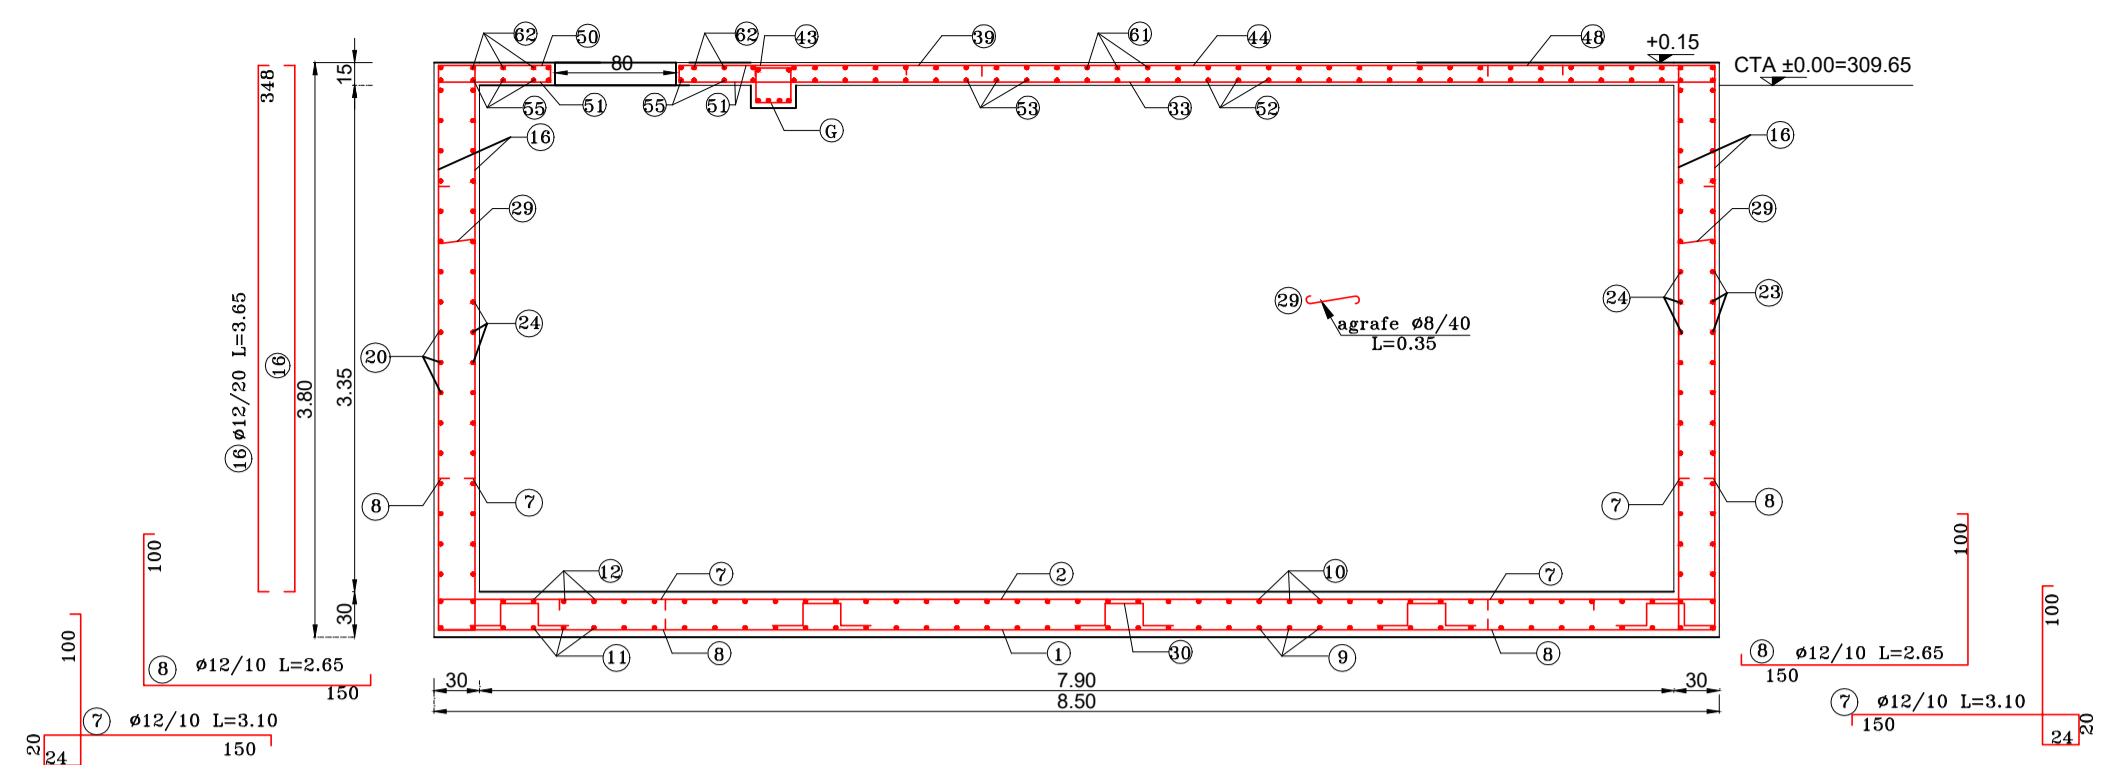 62 50 62 43 39 61 44 48 +0.15
80
15
CTA ±0.00=309.65
348
55 51 55 51 53 33 52
G
16 16
29 29
16 ø12/20 L=3.65
16
3.80
3.35
20 24
29
agrafe ø8/40
L=0.35
24 23
8 7 7 8
100
12 7 2 10 7
30
11 8 1 30 9 8
100
8 ø12/10 L=2.65
150
100
7 ø12/10 L=3.10
150
20
24
30 7.90 30
8.50
100
8 ø12/10 L=2.65
150
100
7 ø12/10 L=3.10
150
24
20